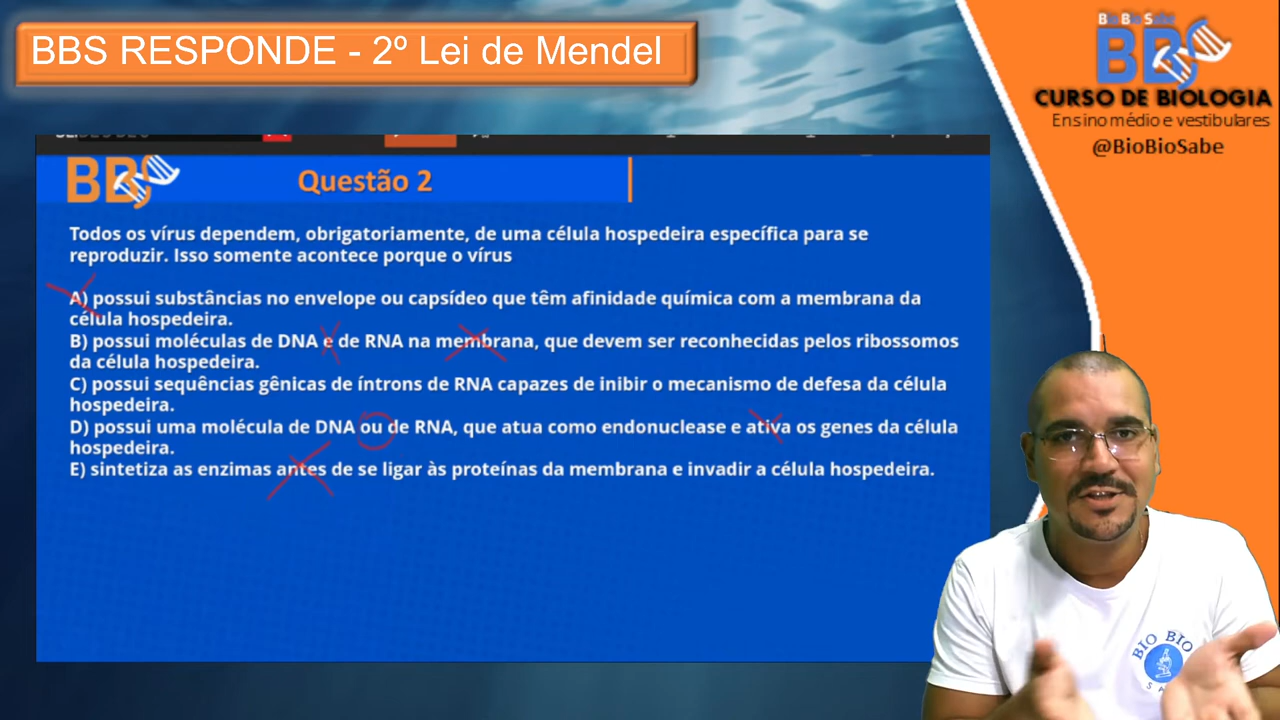 BBS RESPONDE - 2º Lei de Mendel
Bio Bio Sabe
BBS
CURSO DE BIOLOGIA
Ensino médio e vestibulares
@BioBioSabe
BBS
Questão 2
Todos os vírus dependem, obrigatoriamente, de uma célula hospedeira específica para se
reproduzir. Isso somente acontece porque o vírus
A) possui substâncias no envelope ou capsídeo que têm afinidade química com a membrana da
célula hospedeira.
B) possui moléculas de DNA e de RNA na membrana, que devem ser reconhecidas pelos ribossomos
da célula hospedeira.
C) possui sequências gênicas de íntrons de RNA capazes de inibir o mecanismo de defesa da célula
hospedeira.
D) possui uma molécula de DNA ou de RNA, que atua como endonuclease e ativa os genes da célula
hospedeira.
E) sintetiza as enzimas antes de se ligar às proteínas da membrana e invadir a célula hospedeira.
BIO BIO